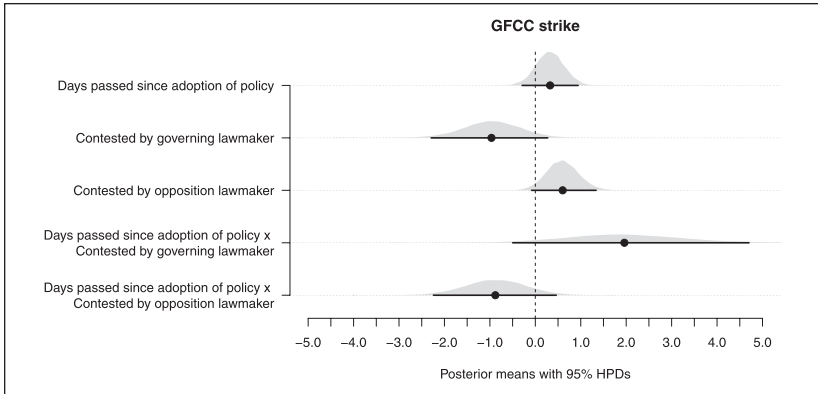 GFCC strike
Days passed since adoption of policy
Contested by governing lawmaker
Contested by opposition lawmaker
Days passed since adoption of policy x
Contested by governing lawmaker
Days passed since adoption of policy x
Contested by opposition lawmaker
−5.0 −4.0 −3.0 −2.0 −1.0 0.0 1.0 2.0 3.0 4.0 5.0
Posterior means with 95% HPDs